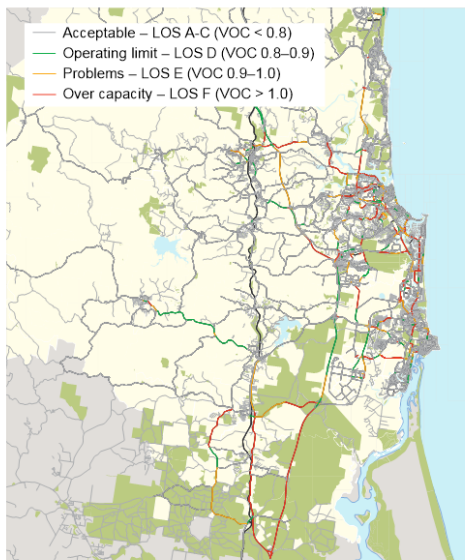 Acceptable – LOS A-C (VOC < 0.8)
Operating limit – LOS D (VOC 0.8–0.9)
Problems – LOS E (VOC 0.9–1.0)
Over capacity – LOS F (VOC > 1.0)